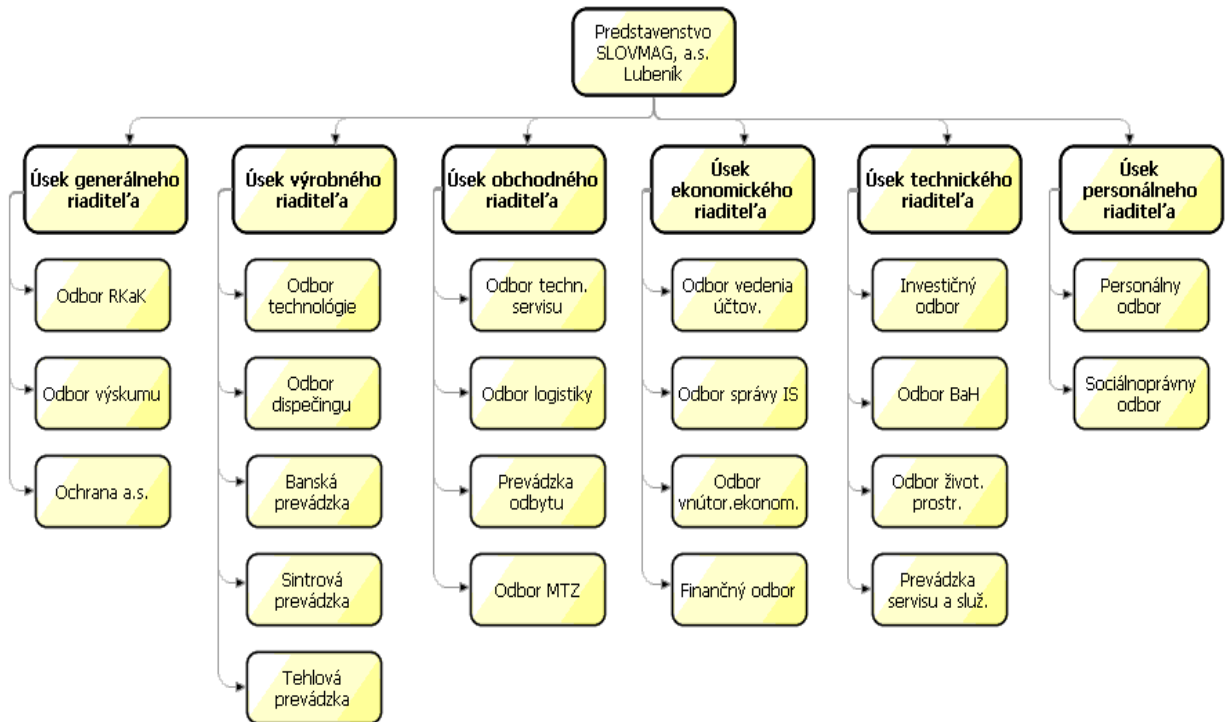 Predstavenstvo
SLOVMAG, a.s.
Lubeník
Úsek generálneho
riaditeľa
Odbor RKaK
Odbor výskumu
Ochrana a.s.
Úsek výrobného
riaditeľa
Odbor
technológie
Odbor
dispečingu
Banská
prevádzka
Sintrová
prevádzka
Tehlová
prevádzka
Úsek obchodného
riaditeľa
Odbor techn.
servisu
Odbor logistiky
Prevádzka
odbytu
Odbor MTZ
Úsek
ekonomického
riaditeľa
Odbor vedenia
účtov.
Odbor správy IS
Odbor
vnútor.ekonom.
Finančný odbor
Úsek technického
riaditeľa
Investičný
odbor
Odbor BaH
Odbor život.
prostr.
Prevádzka
servisu a služ.
Úsek
personálneho
riaditeľa
Personálny
odbor
Sociálnoprávny
odbor